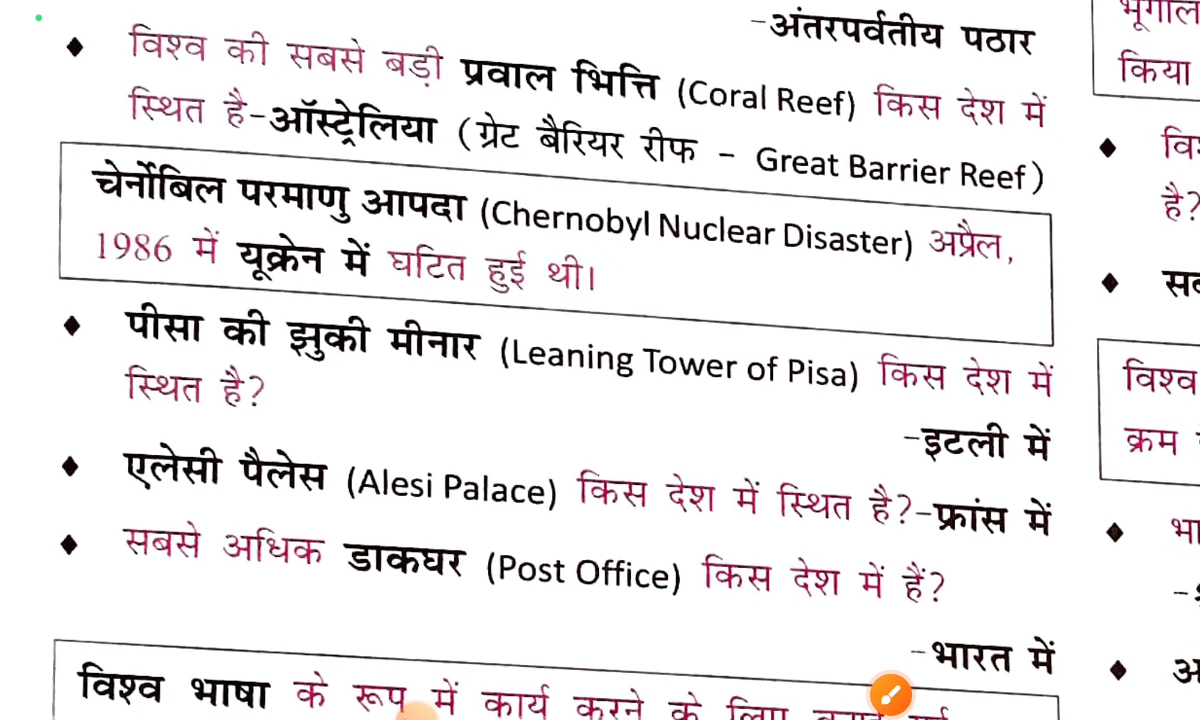 -अंतरपर्वतीय पठार
◆ विश्व की सबसे बड़ी प्रवाल भित्ति (Coral Reef) किस देश में
स्थित है-ऑस्ट्रेलिया (ग्रेट बैरियर रीफ - Great Barrier Reef)
चेर्नोबिल परमाणु आपदा (Chernobyl Nuclear Disaster) अप्रैल,
1986 में यूक्रेन में घटित हुई थी।
◆ पीसा की झुकी मीनार (Leaning Tower of Pisa) किस देश में
स्थित है?
-इटली में
◆ एलेसी पैलेस (Alesi Palace) किस देश में स्थित है?-फ्रांस में
◆ सबसे अधिक डाकघर (Post Office) किस देश में हैं?
-भारत में
विश्व भाषा के रूप में कार्य करने के लिए
भूगोल
किया
◆
है?
◆
विश्व
क्रम
◆
◆